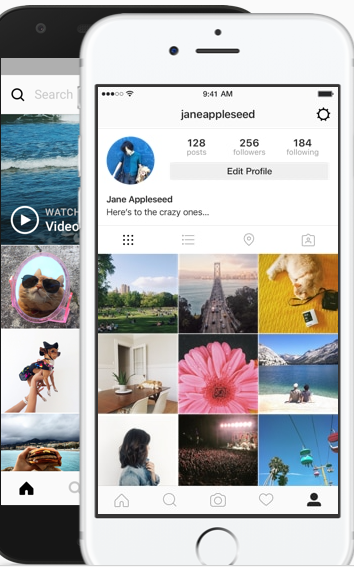 Search
WATCH
Video
9:41 AM
janeappleseed
128
posts
256
followers
184
following
Edit Profile
Jane Appleseed
Here's to the crazy ones...